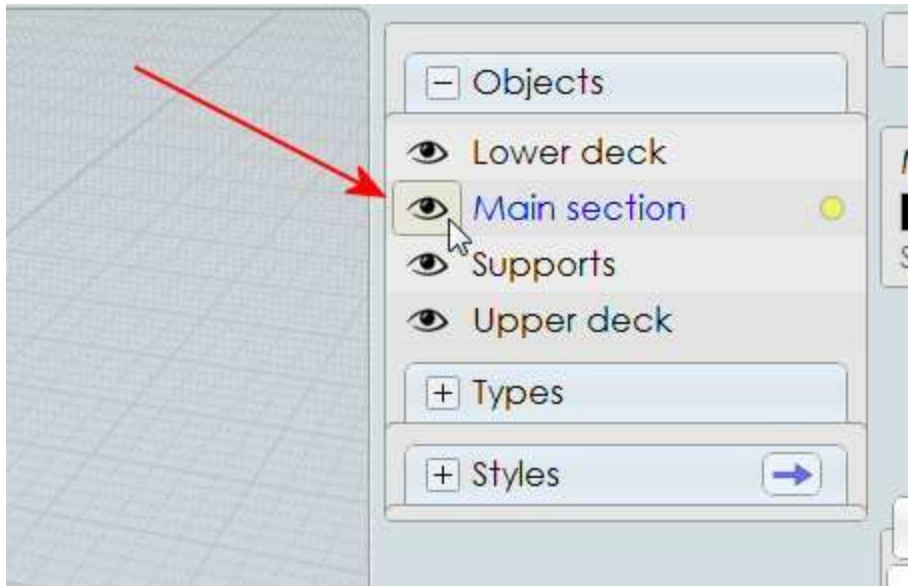 Objects
Lower deck
Main section
Supports
Upper deck
Types
Styles